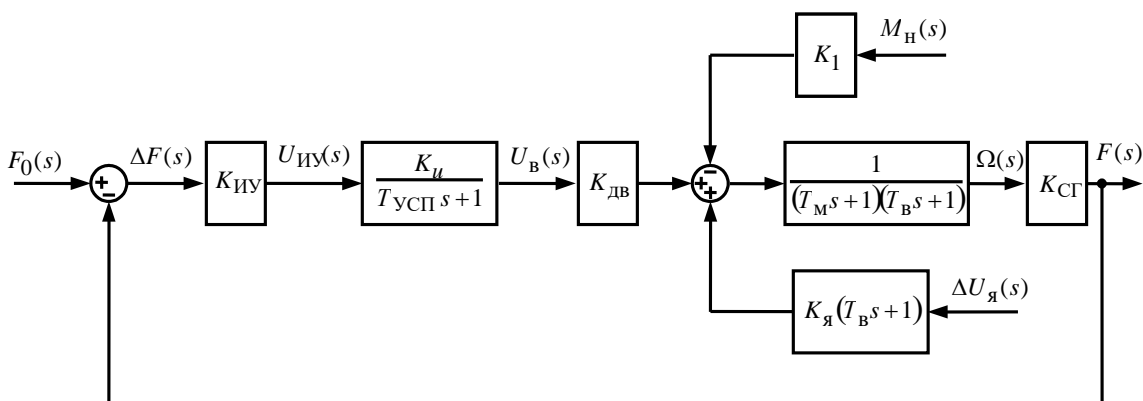 M_н(s)
K_1
F_0(s)
+
−
ΔF(s)
K_ИУ
U_ИУ(s)
K_u
T_УСП s+1
U_в(s)
K_дв
−
+
+
1
(T_м s+1)(T_в s+1)
Ω(s)
K_СГ
F(s)
K_я(T_в s+1)
ΔU_я(s)